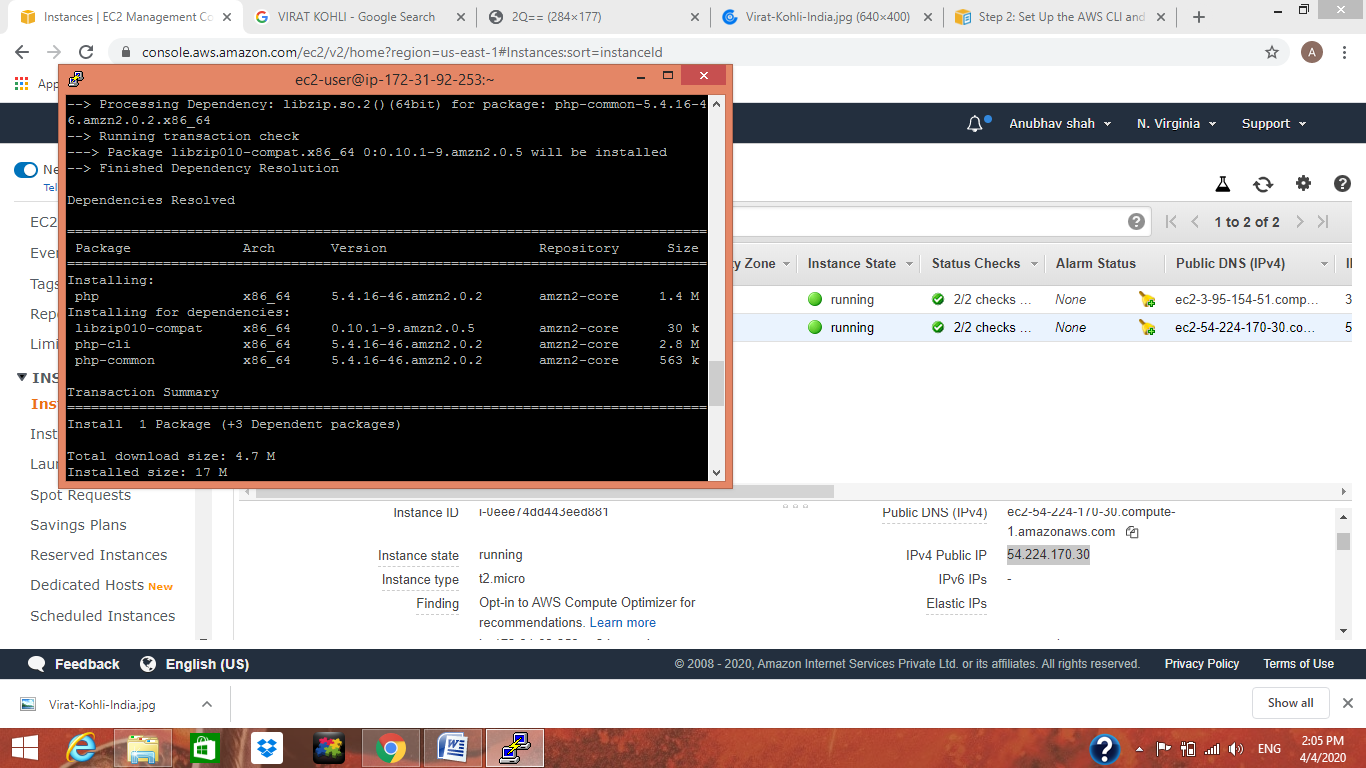 Instances | EC2 Management Co
VIRAT KOHLI - Google Search
2Q== (284×177)
Virat-Kohli-India.jpg (640×400)
Step 2: Set Up the AWS CLI and
console.aws.amazon.com/ec2/v2/home?region=us-east-1#Instances:sort=instanceId
A
App
ec2-user@ip-172-31-92-253:~
--> Processing Dependency: libzip.so.2()(64bit) for package: php-common-5.4.16-4
6.amzn2.0.2.x86_64
--> Running transaction check
---> Package libzip010-compat.x86_64 0:0.10.1-9.amzn2.0.5 will be installed
--> Finished Dependency Resolution
Dependencies Resolved
================================================================================
Package Arch Version Repository Size
================================================================================
Installing:
php x86_64 5.4.16-46.amzn2.0.2 amzn2-core 1.4 M
Installing for dependencies:
libzip010-compat x86_64 0.10.1-9.amzn2.0.5 amzn2-core 30 k
php-cli x86_64 5.4.16-46.amzn2.0.2 amzn2-core 2.8 M
php-common x86_64 5.4.16-46.amzn2.0.2 amzn2-core 563 k
Transaction Summary
================================================================================
Install 1 Package (+3 Dependent packages)
Total download size: 4.7 M
Installed size: 17 M
Anubhav shah N. Virginia Support
Ne
Tel
EC2
Even
Tags
Repo
Limi
INS
Ins
Inst
Laun
Spot Requests
Savings Plans
Reserved Instances
Dedicated Hosts New
Scheduled Instances
1 to 2 of 2
y Zone Instance State Status Checks Alarm Status Public DNS (IPv4)
running 2/2 checks ... None ec2-3-95-154-51.comp... 3
running 2/2 checks ... None ec2-54-224-170-30.co... 5
Instance ID i-0eee74dd443eed881
Instance state running
Instance type t2.micro
Finding Opt-in to AWS Compute Optimizer for
recommendations. Learn more
Public DNS (IPv4) ec2-54-224-170-30.compute-
1.amazonaws.com
IPv4 Public IP 54.224.170.30
IPv6 IPs -
Elastic IPs
Feedback English (US)
© 2008 - 2020, Amazon Internet Services Private Ltd. or its affiliates. All rights reserved. Privacy Policy Terms of Use
Virat-Kohli-India.jpg
Show all
ENG
2:05 PM
4/4/2020